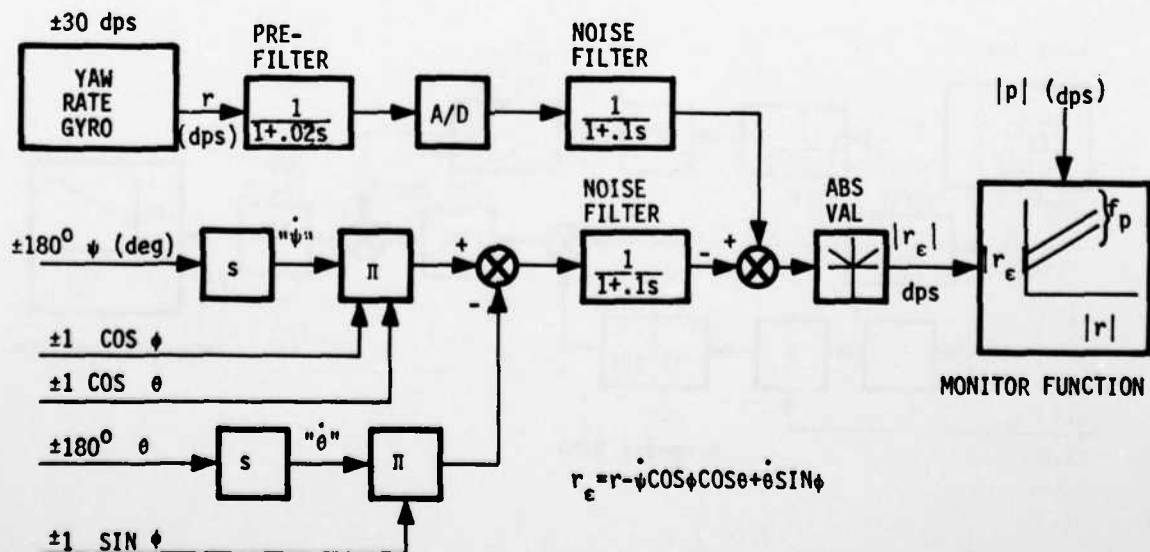 ±30 dps
YAW
RATE
GYRO
r
(dps)
PRE-
FILTER
1
1+.02s
A/D
NOISE
FILTER
1
1+.1s
|p| (dps)
±180⁰ ψ (deg)
s
"ψ̇"
Π
+
-
NOISE
FILTER
1
1+.1s
-
+
ABS
VAL
|r_ε|
dps
|r_ε
f_p
|r|
MONITOR FUNCTION
±1 COS ϕ
±1 COS θ
±180⁰ θ
s
"θ̇"
Π
r_ε=r-ψ̇COSϕCOSθ+θ̇SINϕ
±1 SIN ϕ